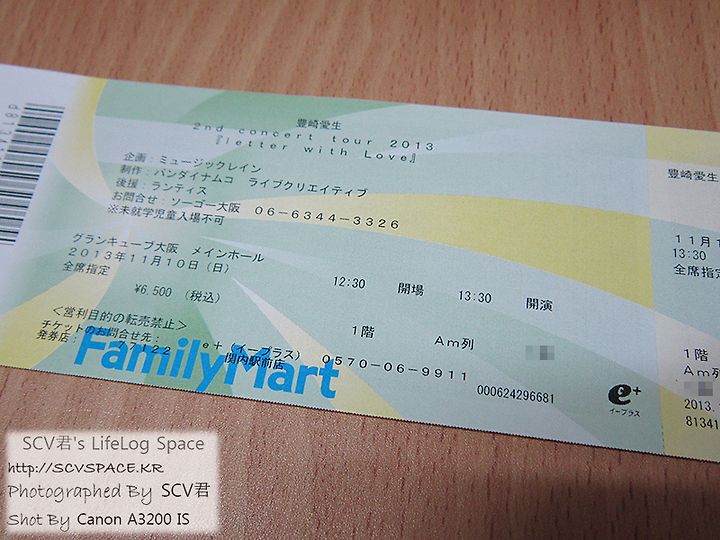 豊崎愛生
2nd concert tour 2013
『letter with Love』
企画：ミュージックレイン
制作：バンダイナムコ ライブクリエイティブ
後援：ランティス
お問合せ：ソーゴー大阪 06-6344-3326
※未就学児童入場不可
グランキューブ大阪 メインホール
2013年11月10日（日） 12:30 開場 13:30 開演
全席指定
¥6,500 （税込）
1階 Am列
＜営利目的の転売禁止＞
チケットのお問合せ先：
e+（イープラス） 0570-06-9911
発券店： 77122 関内駅前店
000624296681
FamilyMart
e+
イープラス
豊崎愛生
13:30
全席指定
1階
Am列
2013.
81341
SCV君's LifeLog Space
http://SCVSPACE.KR
Photographed By SCV君
Shot By Canon A3200 IS